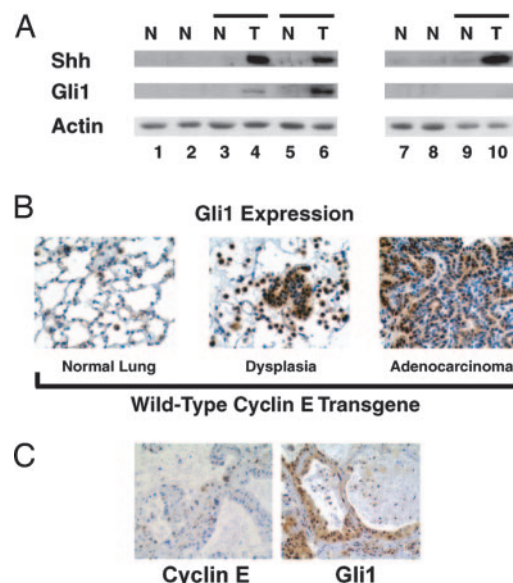 A
N N N T N T N N N T
Shh
Gli1
Actin
1 2 3 4 5 6 7 8 9 10
B
Gli1 Expression
Normal Lung Dysplasia Adenocarcinoma
Wild-Type Cyclin E Transgene
C
Cyclin E Gli1